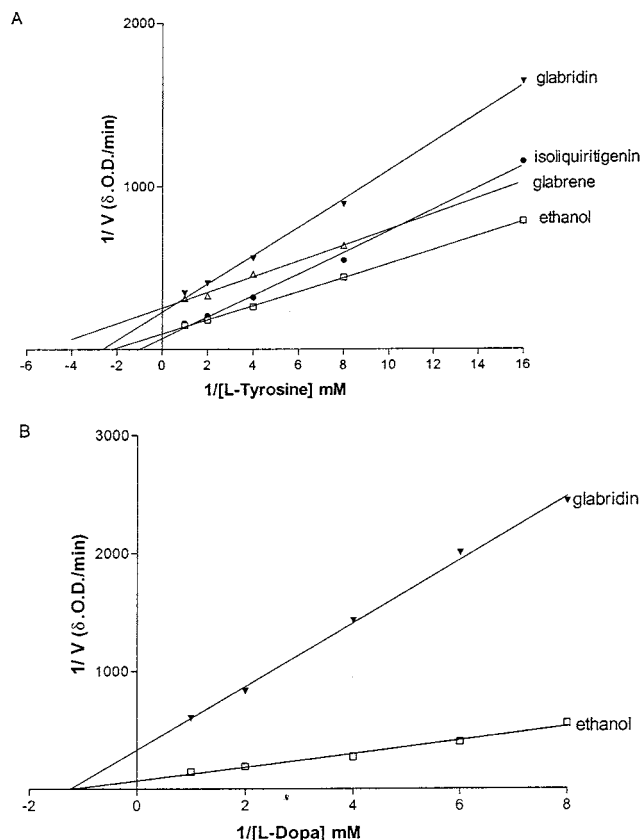 A
2000
1000
1/ V (δ.O.D./min)
glabridin
isoliquiritigenin
glabrene
ethanol
-6 -4 -2 0 2 4 6 8 10 12 14 16
1/[L-Tyrosine] mM
B
3000
2000
1000
1/ V (δ.O.D./min)
glabridin
ethanol
-2 0 2 4 6 8
1/[L-Dopa] mM